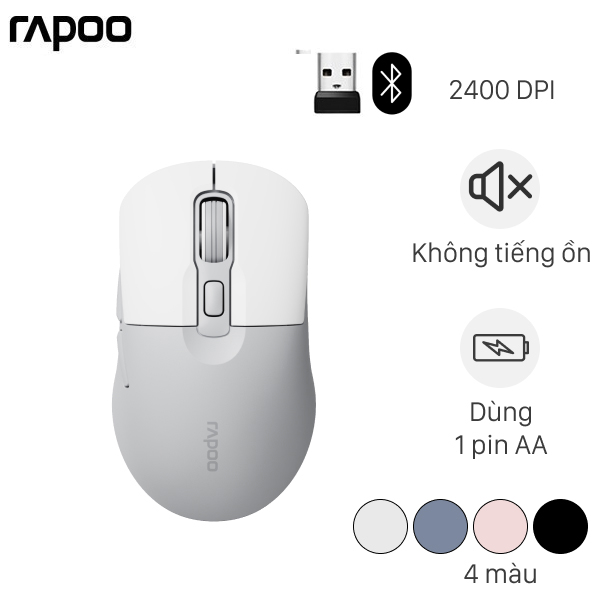 rapoo
2400 DPI
Không tiếng ồn
rapoo
Dùng
1 pin AA
4 màu